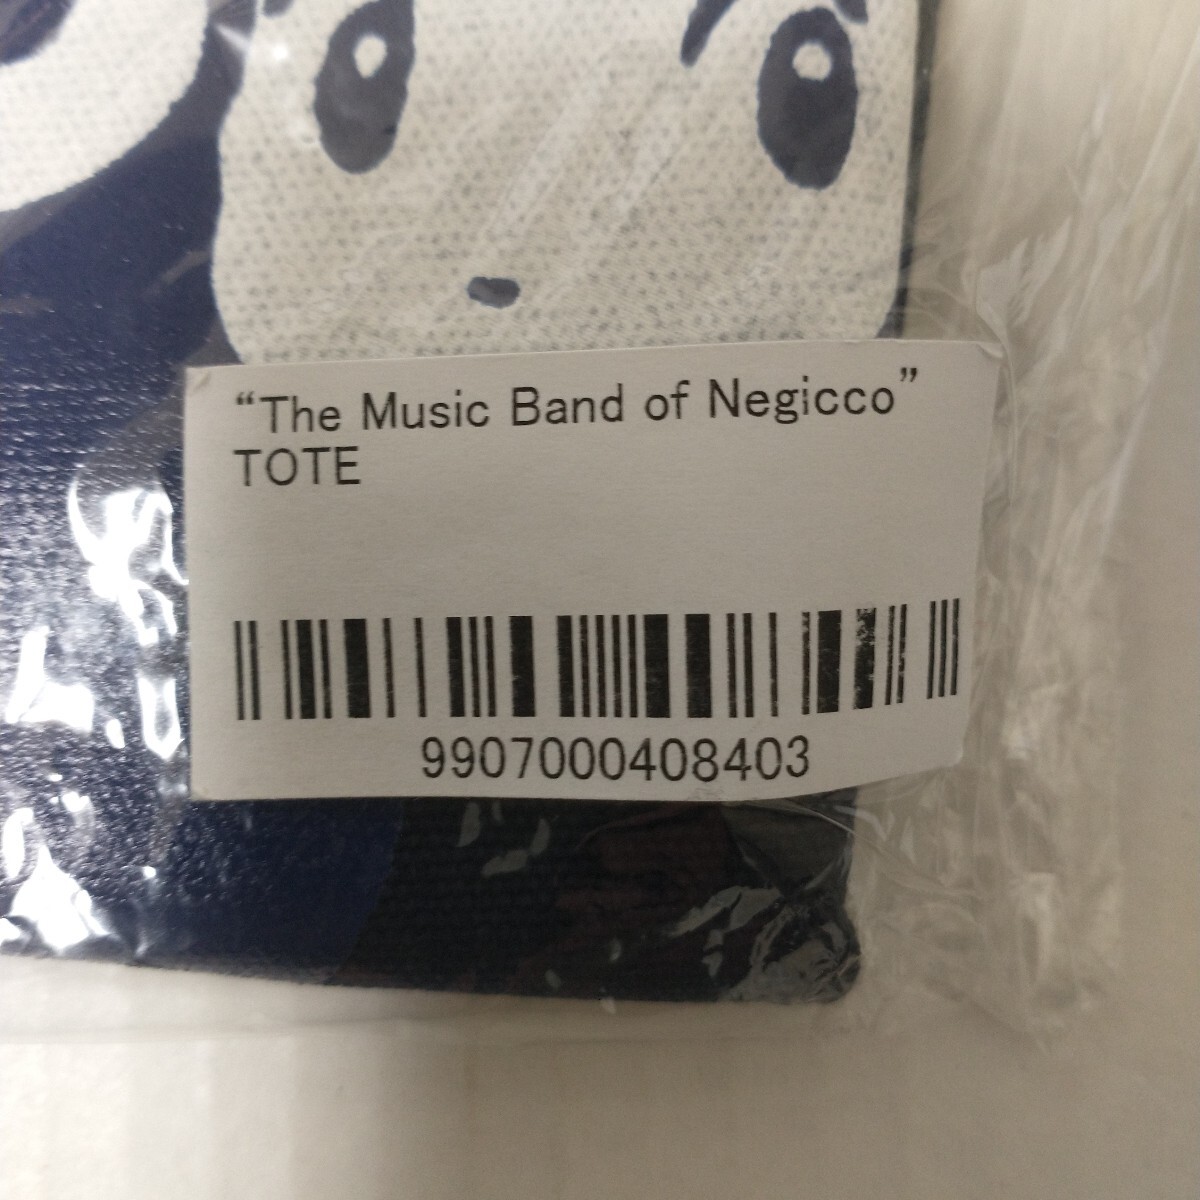 “The Music Band of Negicco”
TOTE
9907000408403